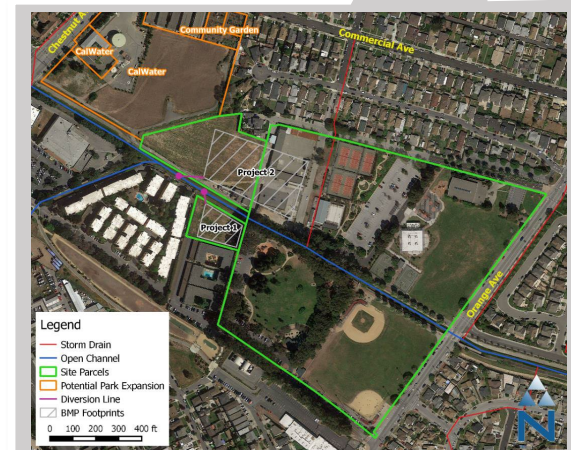 Chestnut A
Community Garden
CalWater
CalWater
Commercial Ave
Project 2
Project 1
Orange Ave
Legend
Storm Drain
Open Channel
Site Parcels
Potential Park Expansion
Diversion Line
BMP Footprints
0 100 200 300 400 ft
N